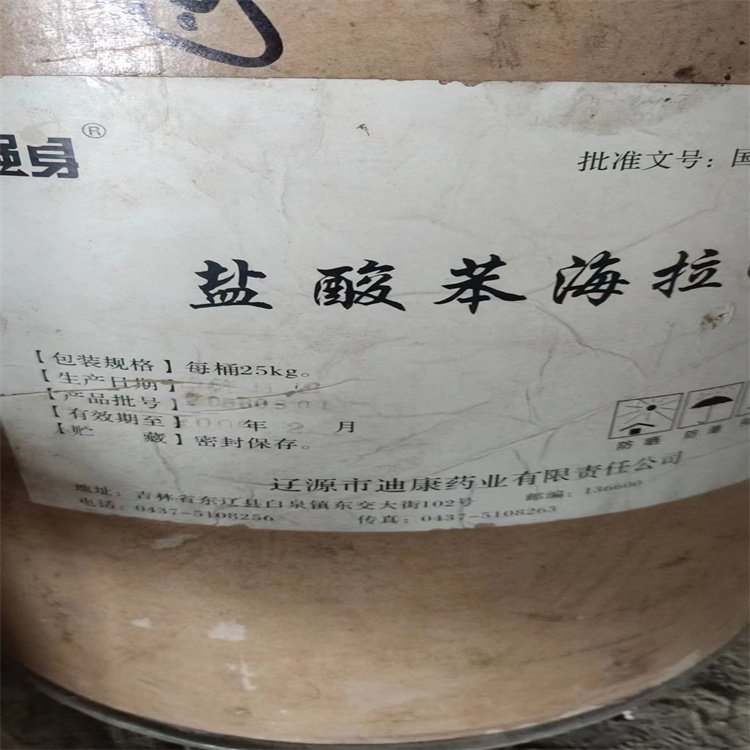 强身®
批准文号：国
盐酸苯海拉
【包装规格】每桶25kg。
【生产日期】
【产品批号】
【有效期至】 年2月
【贮 藏】密封保存。
防晒 防潮
辽源市迪康药业有限责任公司
地址：吉林省东辽县白泉镇东交大街102号 邮编：136600
电话：0437-5108256 传真：0437-5108263